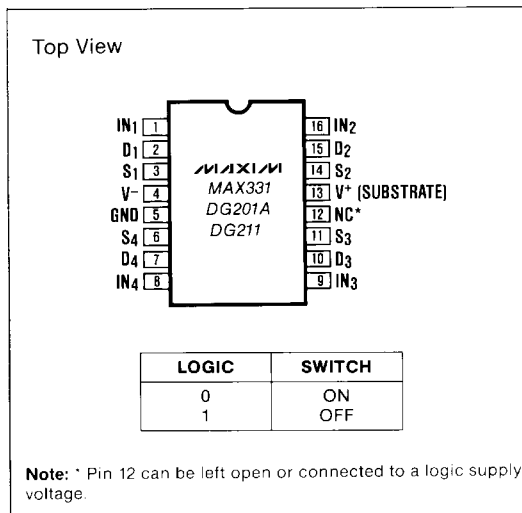 Top View
IN1 1 16 IN2
D1 2 15 D2
S1 3 14 S2
V− 4 13 V+ (SUBSTRATE)
GND 5 12 NC*
S4 6 11 S3
D4 7 10 D3
IN4 8 9 IN3
MAXIM
MAX331
DG201A
DG211
LOGIC SWITCH
0 ON
1 OFF
Note: * Pin 12 can be left open or connected to a logic supply
voltage.